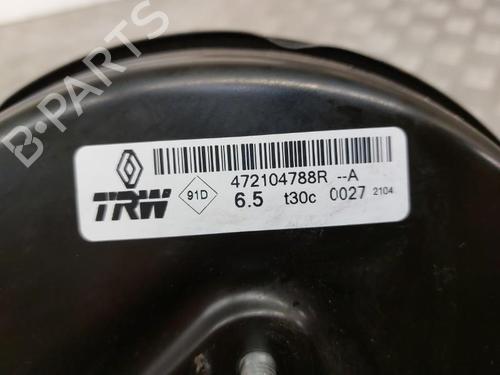 B-PARTS
TRW
91D
472104788R --A
6.5 t30c 0027 2104